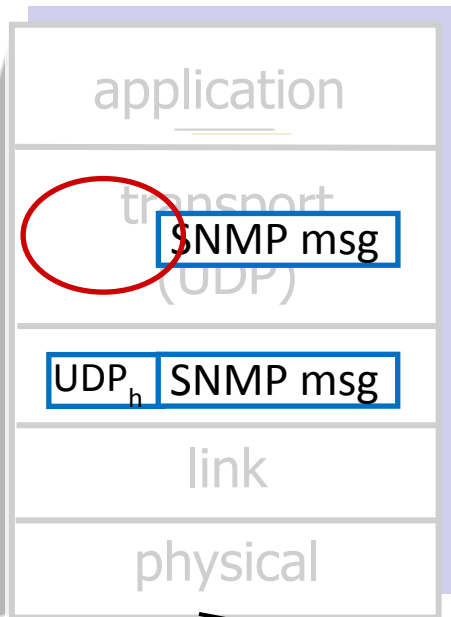 application
transport
SNMP msg
(UDP)
UDPh SNMP msg
link
physical